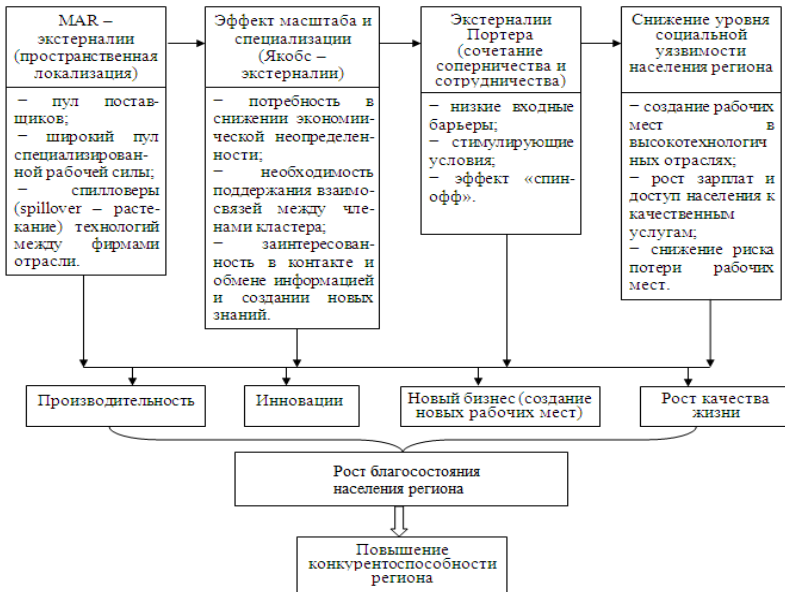 MAR –
экстерналии
(пространственная
локализация)
− пул постав-
щиков;
− широкий пул
специализирован-
ной рабочей силы;
− спилловеры
(spillover – расте-
кание) технологий
между фирмами
отрасли.
Эффект масштаба и
специализации
(Якобс –
экстерналии)
− потребность в
снижении экономи-
ической неопределен-
ности;
− необходимость
поддержания взаимо-
связей между чле-
нами кластера;
− заинтересован-
ность в контакте и
обмене информацией
и создании новых
знаний.
Экстерналии
Портера
(сочетание
соперничества и
сотрудничества)
− низкие входные
барьеры;
− стимулирующие
условия;
− эффект «спин-
офф».
Снижение уровня
социальной
уязвимости
населения региона
− создание рабочих
мест в
высокотехнологич
ных отраслях;
− рост зарплат и
доступ населения к
качественным
услугам;
− снижение риска
потери рабочих
мест.
Производительность
Инновации
Новый бизнес (создание
новых рабочих мест)
Рост качества
жизни
Рост благосостояния
населения региона
Повышение
конкурентоспособности
региона